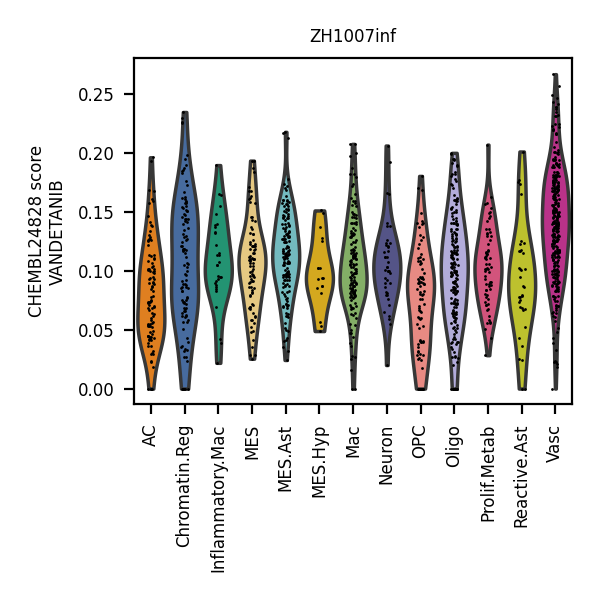 ZH1007inf
CHEMBL24828 score
VANDETANIB
0.25
0.20
0.15
0.10
0.05
0.00
AC
Chromatin.Reg
Inflammatory.Mac
MES
MES.Ast
MES.Hyp
Mac
Neuron
OPC
Oligo
Prolif.Metab
Reactive.Ast
Vasc